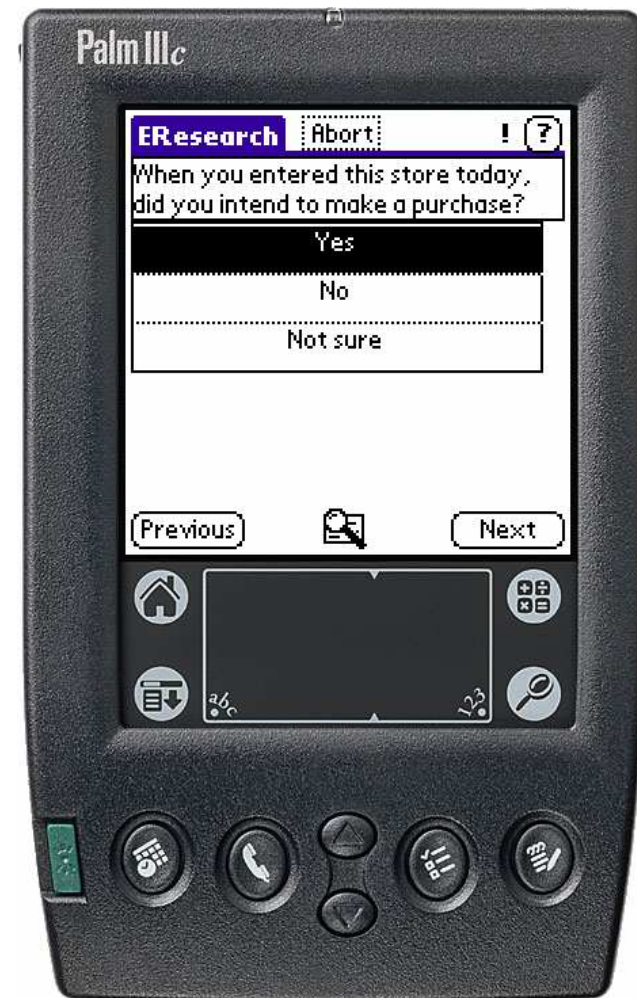 Palm IIIc
EResearch Abort ! ?
When you entered this store today,
did you intend to make a purchase?
Yes
No
Not sure
Previous Next
abc 123